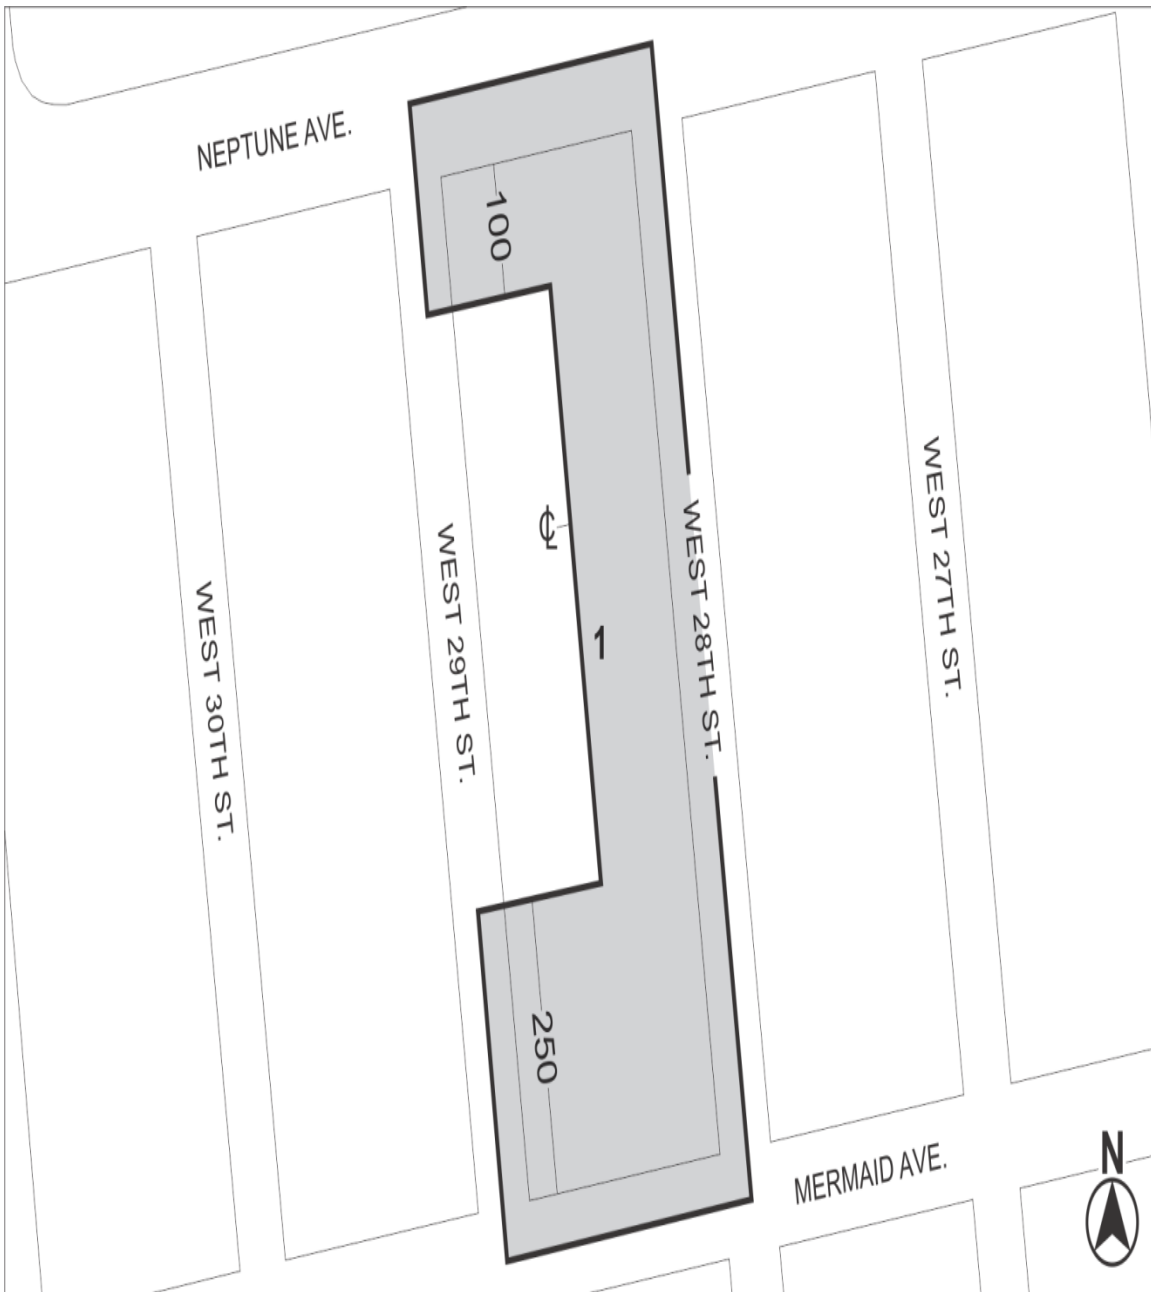 NEPTUNE AVE.
100
WEST 30TH ST.
WEST 29TH ST.
℄
1
WEST 28TH ST.
WEST 27TH ST.
250
MERMAID AVE.
N